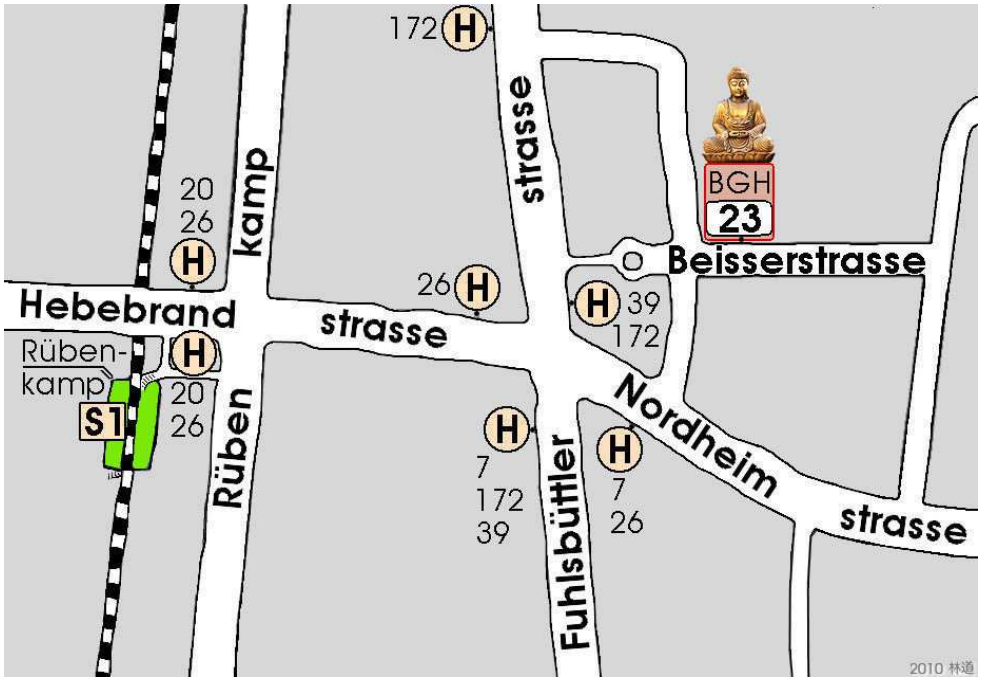 172 H
strasse
kamp
20
26
H
BGH
23
Beisserstrasse
26 H
H 39
172
Hebebrand
strasse
H
Rüben-
kamp
20
26
S1
Rüben
Nordheim
strasse
H
7
172
39
H
7
26
Fuhlsbüttler
2010 林道